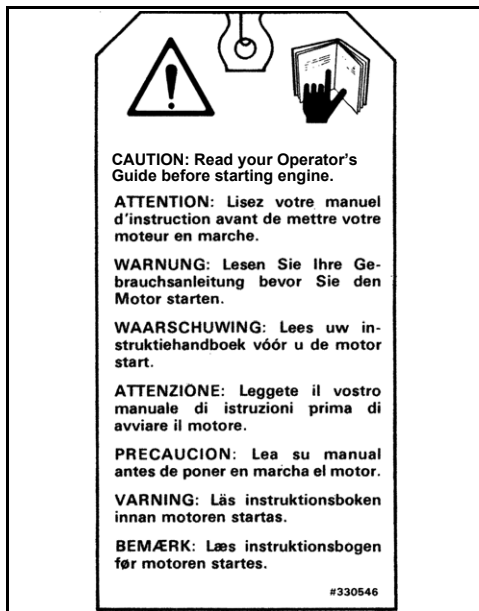 CAUTION: Read your Operator's
Guide before starting engine.
ATTENTION: Lisez votre manuel
d'instruction avant de mettre votre
moteur en marche.
WARNUNG: Lesen Sie Ihre Ge-
brauchsanleitung bevor Sie den
Motor starten.
WAARSCHUWING: Lees uw in-
struktiehandboek vóór u de motor
start.
ATTENZIONE: Leggete il vostro
manuale di istruzioni prima di
avviare il motore.
PRECAUCION: Lea su manual
antes de poner en marcha el motor.
VARNING: Läs instruktionsboken
innan motoren startas.
BEMÆRK: Læs instruktionsbogen
før motoren startes.
#330546